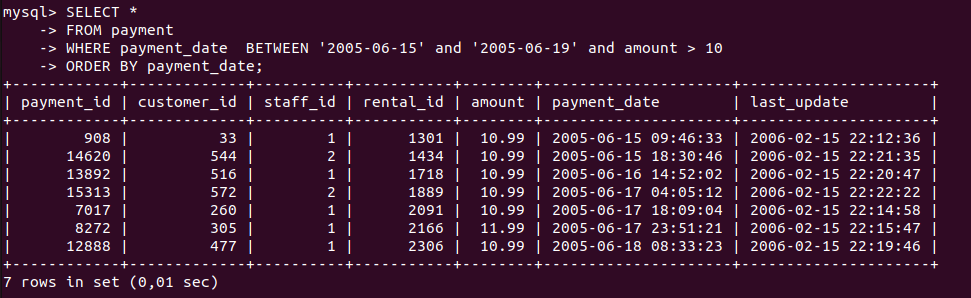 mysql> SELECT *
    -> FROM payment
    -> WHERE payment_date  BETWEEN '2005-06-15' and '2005-06-19' and amount > 10
    -> ORDER BY payment_date;
+------------+-------------+----------+-----------+--------+---------------------+---------------------+
| payment_id | customer_id | staff_id | rental_id | amount | payment_date        | last_update         |
+------------+-------------+----------+-----------+--------+---------------------+---------------------+
|        908 |          33 |        1 |      1301 |  10.99 | 2005-06-15 09:46:33 | 2006-02-15 22:12:36 |
|      14620 |         544 |        2 |      1434 |  10.99 | 2005-06-15 18:30:46 | 2006-02-15 22:21:35 |
|      13892 |         516 |        1 |      1718 |  10.99 | 2005-06-16 14:52:02 | 2006-02-15 22:20:47 |
|      15313 |         572 |        2 |      1889 |  10.99 | 2005-06-17 04:05:12 | 2006-02-15 22:22:22 |
|       7017 |         260 |        1 |      2091 |  10.99 | 2005-06-17 18:09:04 | 2006-02-15 22:14:58 |
|       8272 |         305 |        1 |      2166 |  11.99 | 2005-06-17 23:51:21 | 2006-02-15 22:15:47 |
|      12888 |         477 |        1 |      2306 |  10.99 | 2005-06-18 08:33:23 | 2006-02-15 22:19:46 |
+------------+-------------+----------+-----------+--------+---------------------+---------------------+
7 rows in set (0,01 sec)